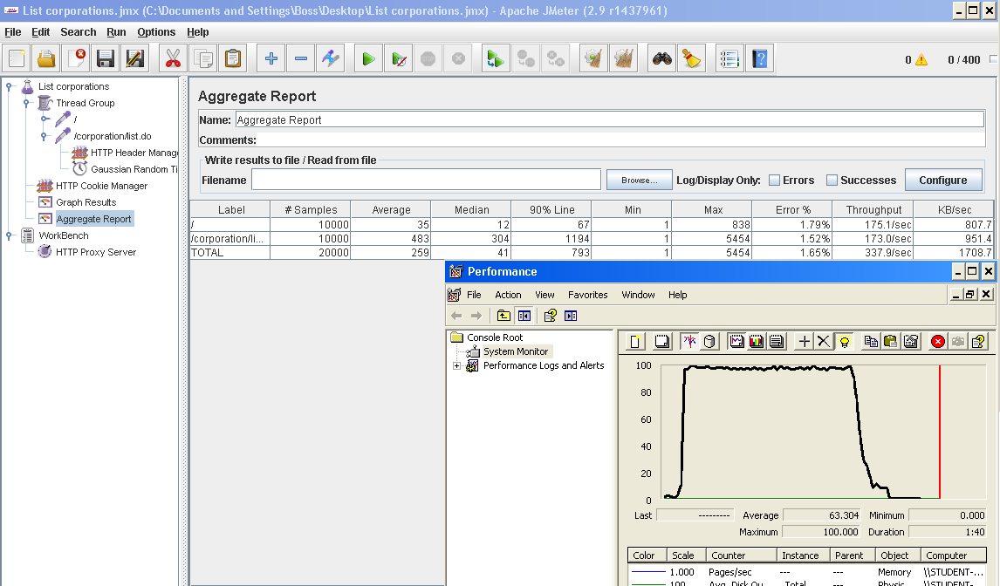 List corporations.jmx (C:\Documents and Settings\Boss\Desktop\List corporations.jmx) - Apache JMeter (2.9 r1437961)
File Edit Search Run Options Help
0 0 / 400
List corporations
Thread Group
/
/corporation/list.do
HTTP Header Manag
Gaussian Random Ti
HTTP Cookie Manager
Graph Results
Aggregate Report
WorkBench
HTTP Proxy Server
Aggregate Report
Name: Aggregate Report
Comments:
Write results to file / Read from file
Filename Browse... Log/Display Only: Errors Successes Configure
Label # Samples Average Median 90% Line Min Max Error % Throughput KB/sec
/ 10000 35 12 67 1 838 1.79% 175.1/sec 807.7
/corporation/li... 10000 483 304 1194 1 5454 1.52% 173.0/sec 951.4
TOTAL 20000 259 41 793 1 5454 1.65% 337.9/sec 1708.7
Performance
File Action View Favorites Window Help
Console Root
System Monitor
Performance Logs and Alerts
100
80
60
40
20
0
Last --------- Average 63.304 Minimum 0.000
Maximum 100.000 Duration 1:40
Color Scale Counter Instance Parent Object Computer
1.000 Pages/sec --- --- Memory \\STUDENT-...
100 Avg. Disk Qu Total --- Physic \\STUDENT-